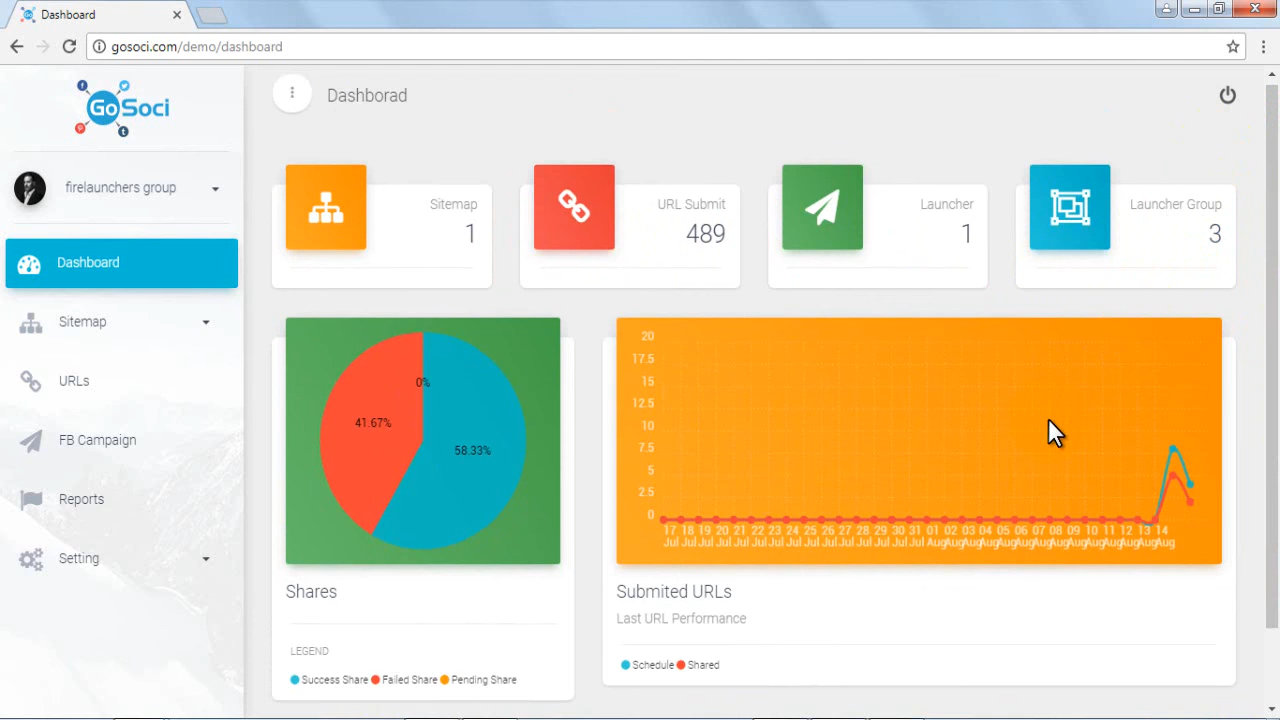 Dashboard
gosoci.com/demo/dashboard
GoSoci
Dashborad
firelaunchers group
Dashboard
Sitemap
URLs
FB Campaign
Reports
Setting
Sitemap
1
URL Submit
489
Launcher
1
Launcher Group
3
0%
41.67%
58.33%
Shares
LEGEND
Success Share Failed Share Pending Share
20
17.5
15
12.5
10
7.5
5
2.5
0
17 18 19 20 21 22 23 24 25 26 27 28 29 30 31 01 02 03 04 05 06 07 08 09 10 11 12 13 14
Jul Jul Jul Jul Jul Jul Jul Jul Jul Jul Jul Jul Jul Jul Jul Aug Aug Aug Aug Aug Aug Aug Aug Aug Aug Aug Aug Aug Aug
Submited URLs
Last URL Performance
Schedule Shared